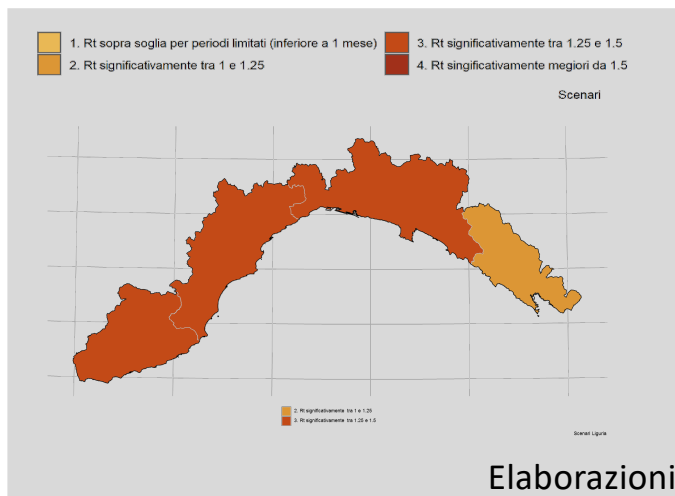 1. Rt sopra soglia per periodi limitati (inferiore a 1 mese)
2. Rt significativamente tra 1 e 1.25
3. Rt significativamente tra 1.25 e 1.5
4. Rt singificativamente megiori da 1.5
Scenari
2. Rt significativamente tra 1 e 1.25
3. Rt significativamente tra 1.25 e 1.5
Scenari Liguria
Elaborazioni